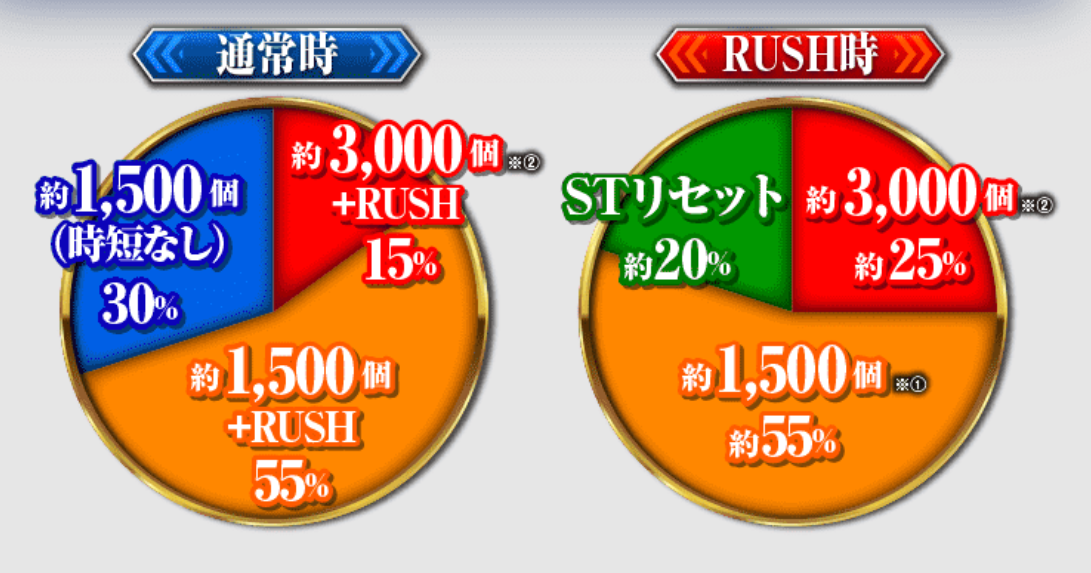 通常時
約3,000個※②
+RUSH
15%
約1,500個
(時短なし)
30%
約1,500個
+RUSH
55%
RUSH時
約3,000個※②
約25%
STリセット
約20%
約1,500個※①
約55%